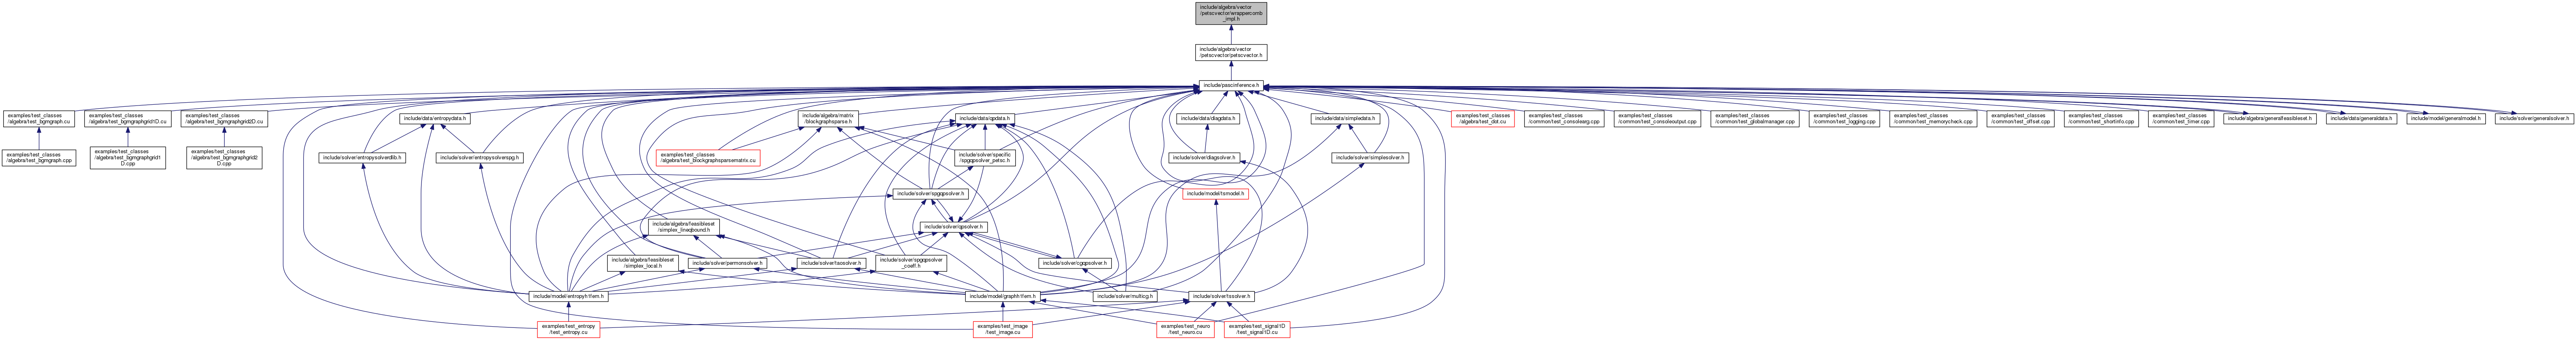 include/algebra/vector
/petscvector/wrappercomb
_impl.h
include/algebra/vector
/petscvector/petscvector.h
include/pascinference.h
examples/test_classes
/algebra/test_bgmgraph.cu
examples/test_classes
/algebra/test_bgmgraphgrid1D.cu
examples/test_classes
/algebra/test_bgmgraphgrid2D.cu
include/data/entropydata.h
include/algebra/matrix
/blockgraphsparse.h
include/data/qpdata.h
include/data/diagdata.h
include/data/simpledata.h
examples/test_classes
/algebra/test_dot.cu
examples/test_classes
/common/test_consolearg.cpp
examples/test_classes
/common/test_consoleoutput.cpp
examples/test_classes
/common/test_globalmanager.cpp
examples/test_classes
/common/test_logging.cpp
examples/test_classes
/common/test_memorycheck.cpp
examples/test_classes
/common/test_offset.cpp
examples/test_classes
/common/test_shortinfo.cpp
examples/test_classes
/common/test_timer.cpp
include/algebra/generalfeasibleset.h
include/data/generaldata.h
include/model/generalmodel.h
include/solver/generalsolver.h
examples/test_classes
/algebra/test_bgmgraph.cpp
examples/test_classes
/algebra/test_bgmgraphgrid1
D.cpp
examples/test_classes
/algebra/test_bgmgraphgrid2
D.cpp
include/solver/entropysolverdlib.h
include/solver/entropysolverspg.h
examples/test_classes
/algebra/test_blockgraphsparsematrix.cu
include/solver/specific
/spgqpsolver_petsc.h
include/solver/diagsolver.h
include/solver/simplesolver.h
include/solver/spgqpsolver.h
include/model/tsmodel.h
include/algebra/feasibleset
/simplex_lineqbound.h
include/solver/qpsolver.h
include/algebra/feasibleset
/simplex_local.h
include/solver/permonsolver.h
include/solver/taosolver.h
include/solver/spgqpsolver
_coeff.h
include/solver/cgqpsolver.h
include/model/entropyh1fem.h
include/model/graphh1fem.h
include/solver/multicg.h
include/solver/tssolver.h
examples/test_entropy
/test_entropy.cu
examples/test_image
/test_image.cu
examples/test_neuro
/test_neuro.cu
examples/test_signal1D
/test_signal1D.cu